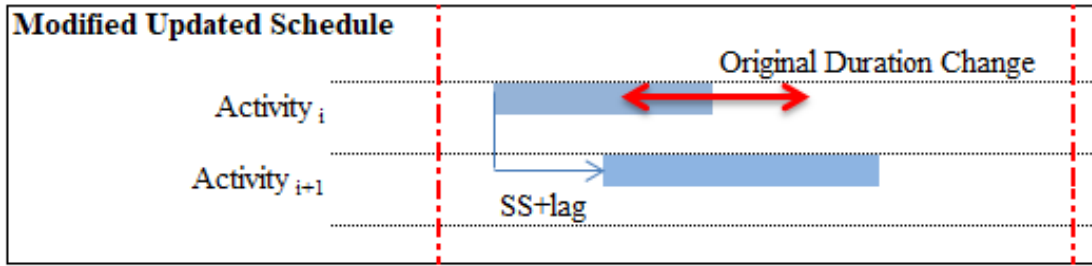 Modified Updated Schedule
Original Duration Change
Activity i
Activity i+1
SS+lag